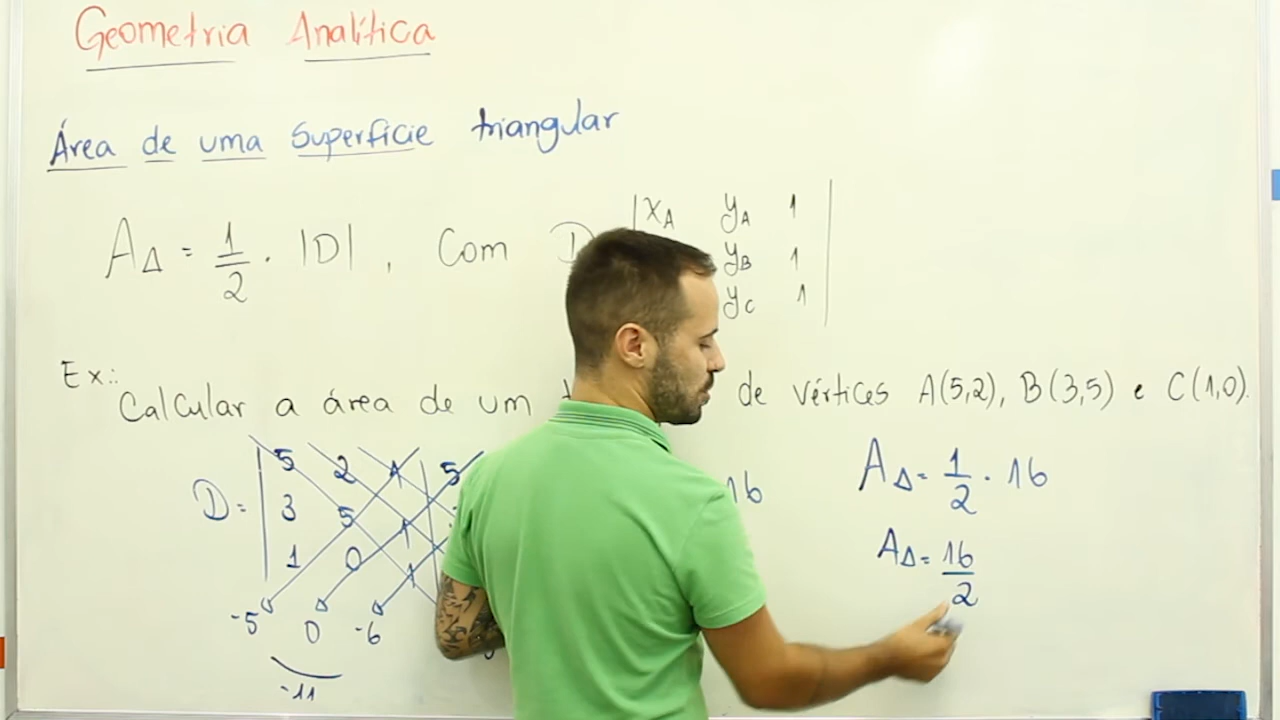 Geometria Analítica
Área de uma superfície triangular
A∆ = 1/2 . |D| , Com D
xA yA 1
yB 1
yC 1
Ex.:
Calcular a área de um de vértices A(5,2), B(3,5) e C(1,0).
D = 5 2 1 5
3 5 1
1 0 1
-5 0 -6
-11
16
A∆ = 1/2 . 16
A∆ = 16/2